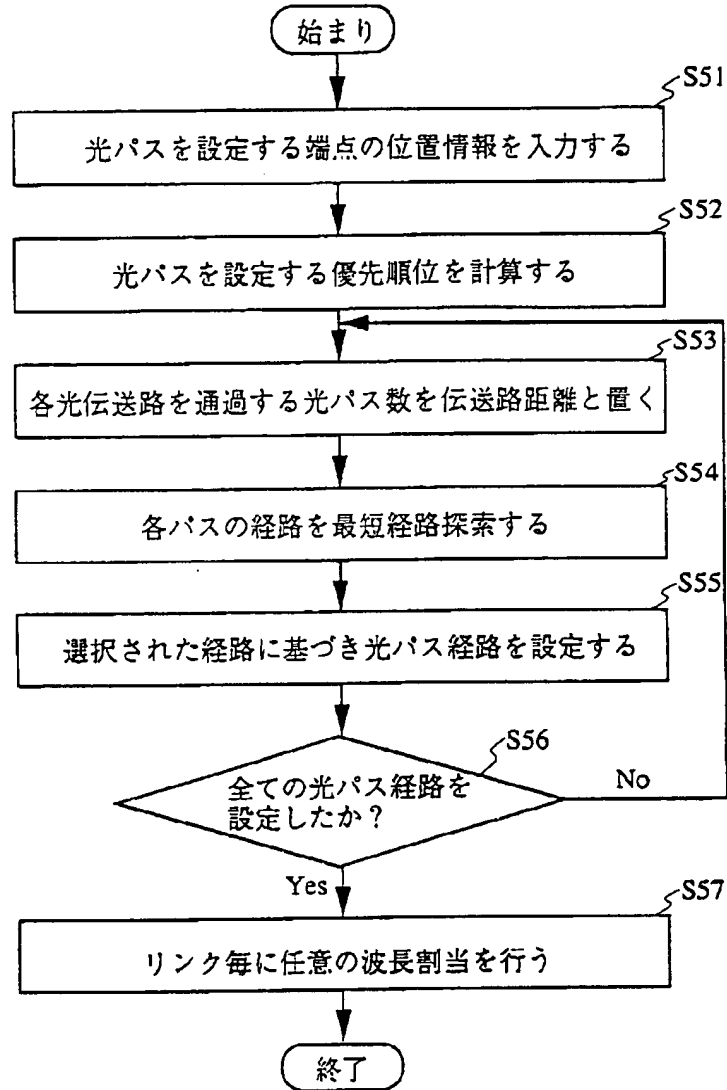 始まり
S51
光パスを設定する端点の位置情報を入力する
S52
光パスを設定する優先順位を計算する
S53
各光伝送路を通過する光パス数を伝送路距離と置く
S54
各パスの経路を最短経路探索する
S55
選択された経路に基づき光パス経路を設定する
S56
全ての光パス経路を
設定したか？
No
Yes
S57
リンク毎に任意の波長割当を行う
終了